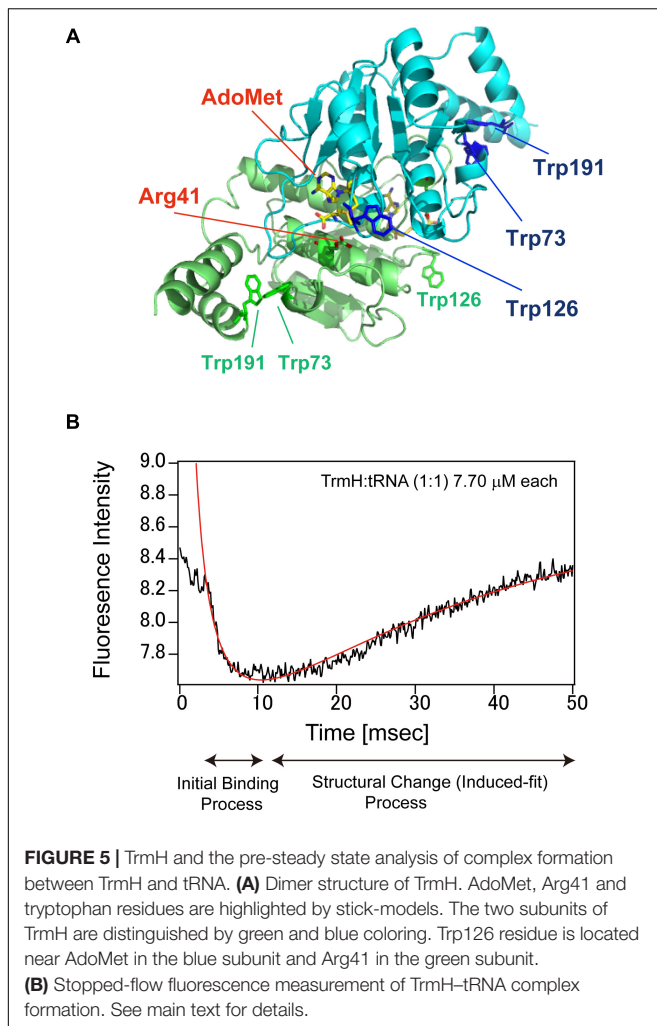 A
AdoMet
Arg41
Trp191
Trp73
Trp126
Trp126
Trp191
Trp73
B
Fluoresence Intensity
9.0
8.8
8.6
8.4
8.2
8.0
7.8
TrmH:tRNA (1:1) 7.70 μM each
0
10
20
30
40
50
Time [msec]
Initial Binding
Process
Structural Change (Induced-fit)
Process
FIGURE 5 | TrmH and the pre-steady state analysis of complex formation
between TrmH and tRNA. (A) Dimer structure of TrmH. AdoMet, Arg41 and
tryptophan residues are highlighted by stick-models. The two subunits of
TrmH are distinguished by green and blue coloring. Trp126 residue is located
near AdoMet in the blue subunit and Arg41 in the green subunit.
(B) Stopped-flow fluorescence measurement of TrmH–tRNA complex
formation. See main text for details.